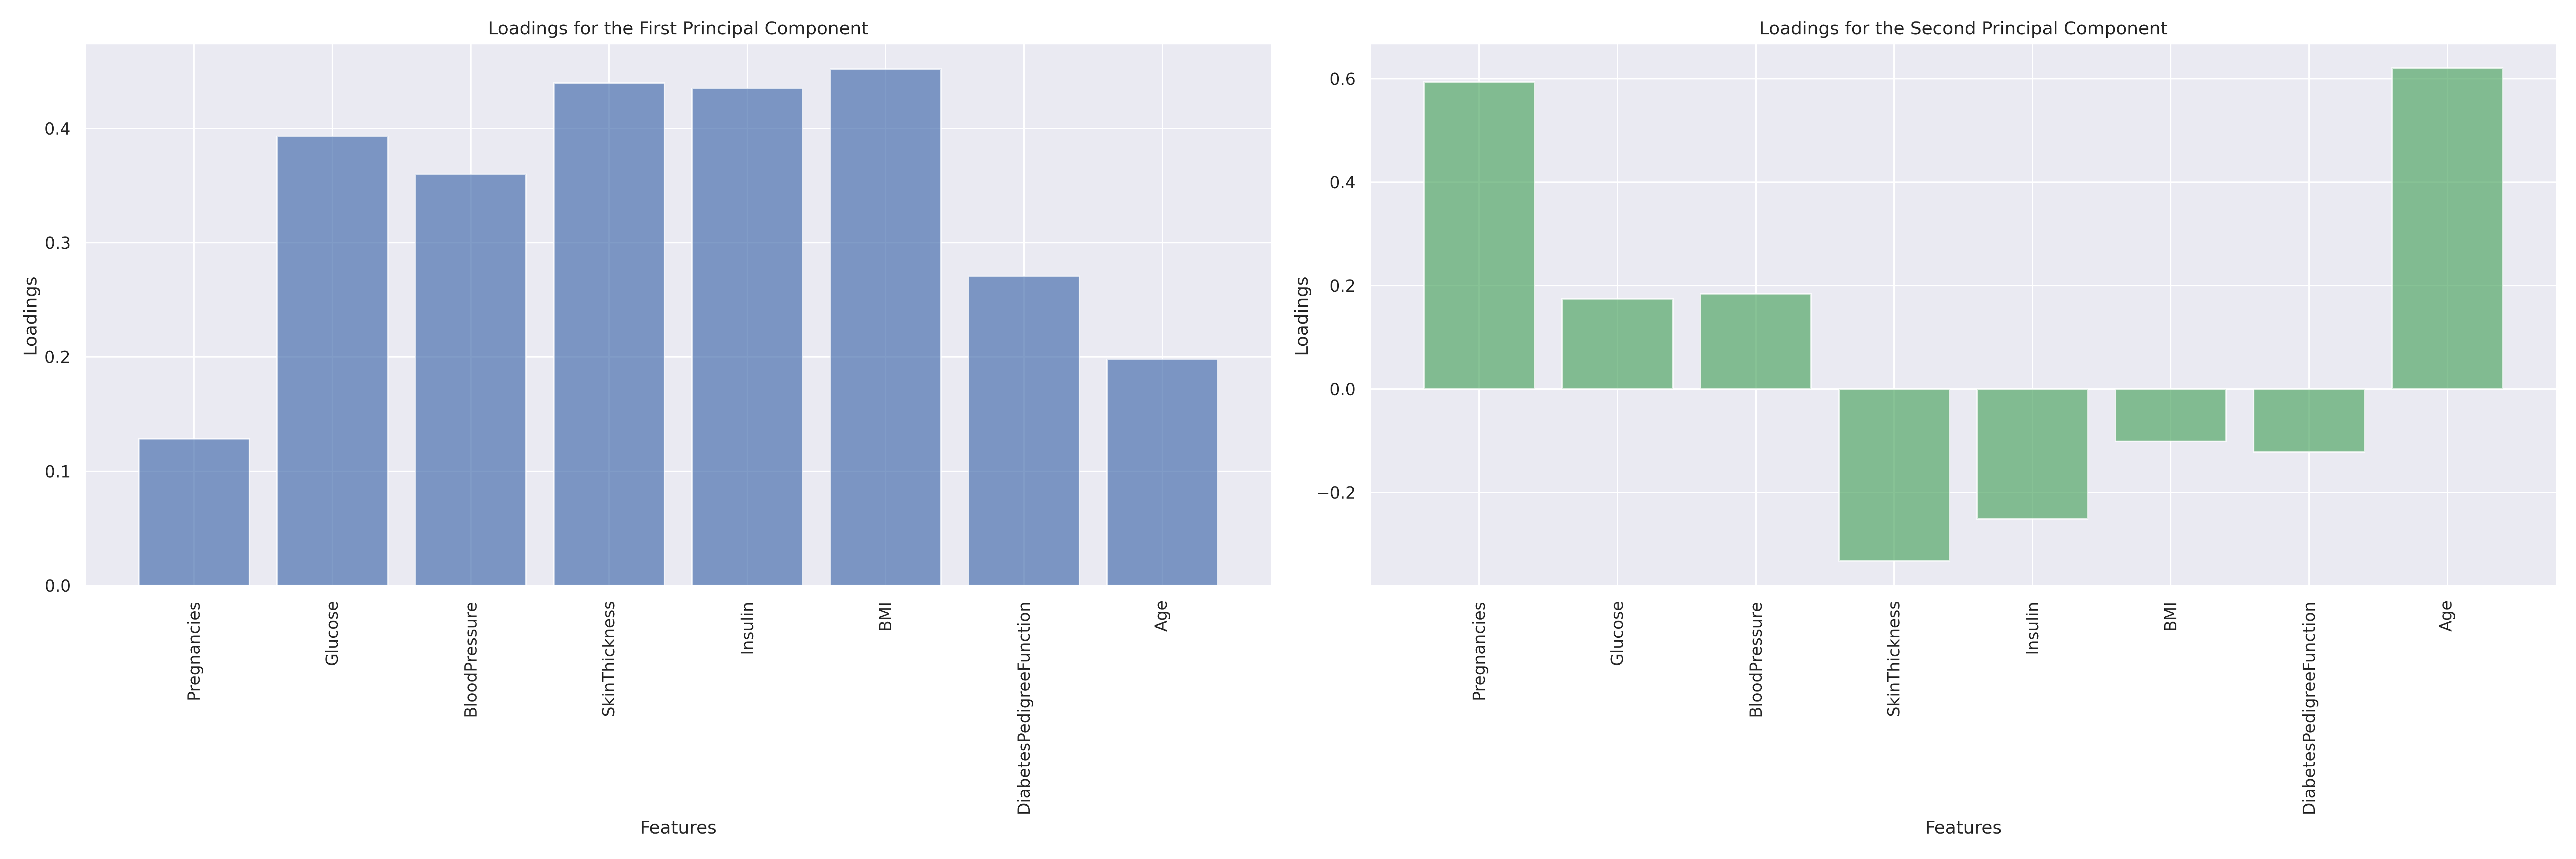 Loadings for the First Principal Component
Loadings
0.4
0.3
0.2
0.1
0.0
Pregnancies
Glucose
BloodPressure
SkinThickness
Insulin
BMI
DiabetesPedigreeFunction
Age
Features
Loadings for the Second Principal Component
Loadings
0.6
0.4
0.2
0.0
−0.2
Pregnancies
Glucose
BloodPressure
SkinThickness
Insulin
BMI
DiabetesPedigreeFunction
Age
Features